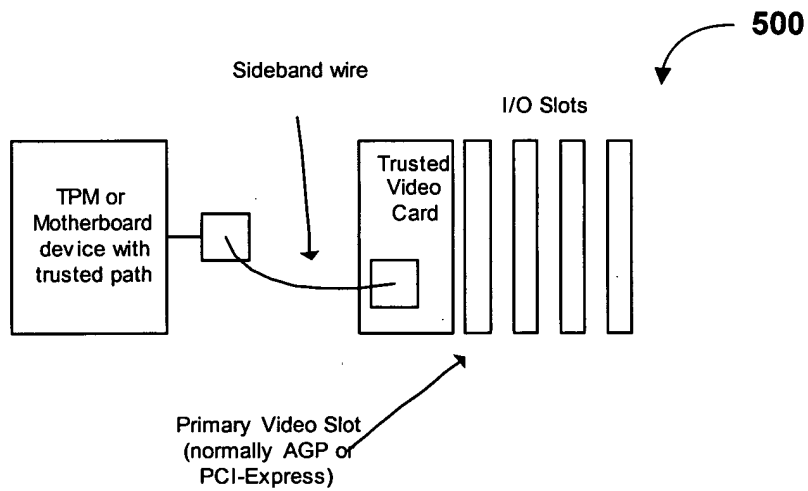 500
Sideband wire
I/O Slots
TPM or
Motherboard
device with
trusted path
Trusted
Video
Card
Primary Video Slot
(normally AGP or
PCI-Express)